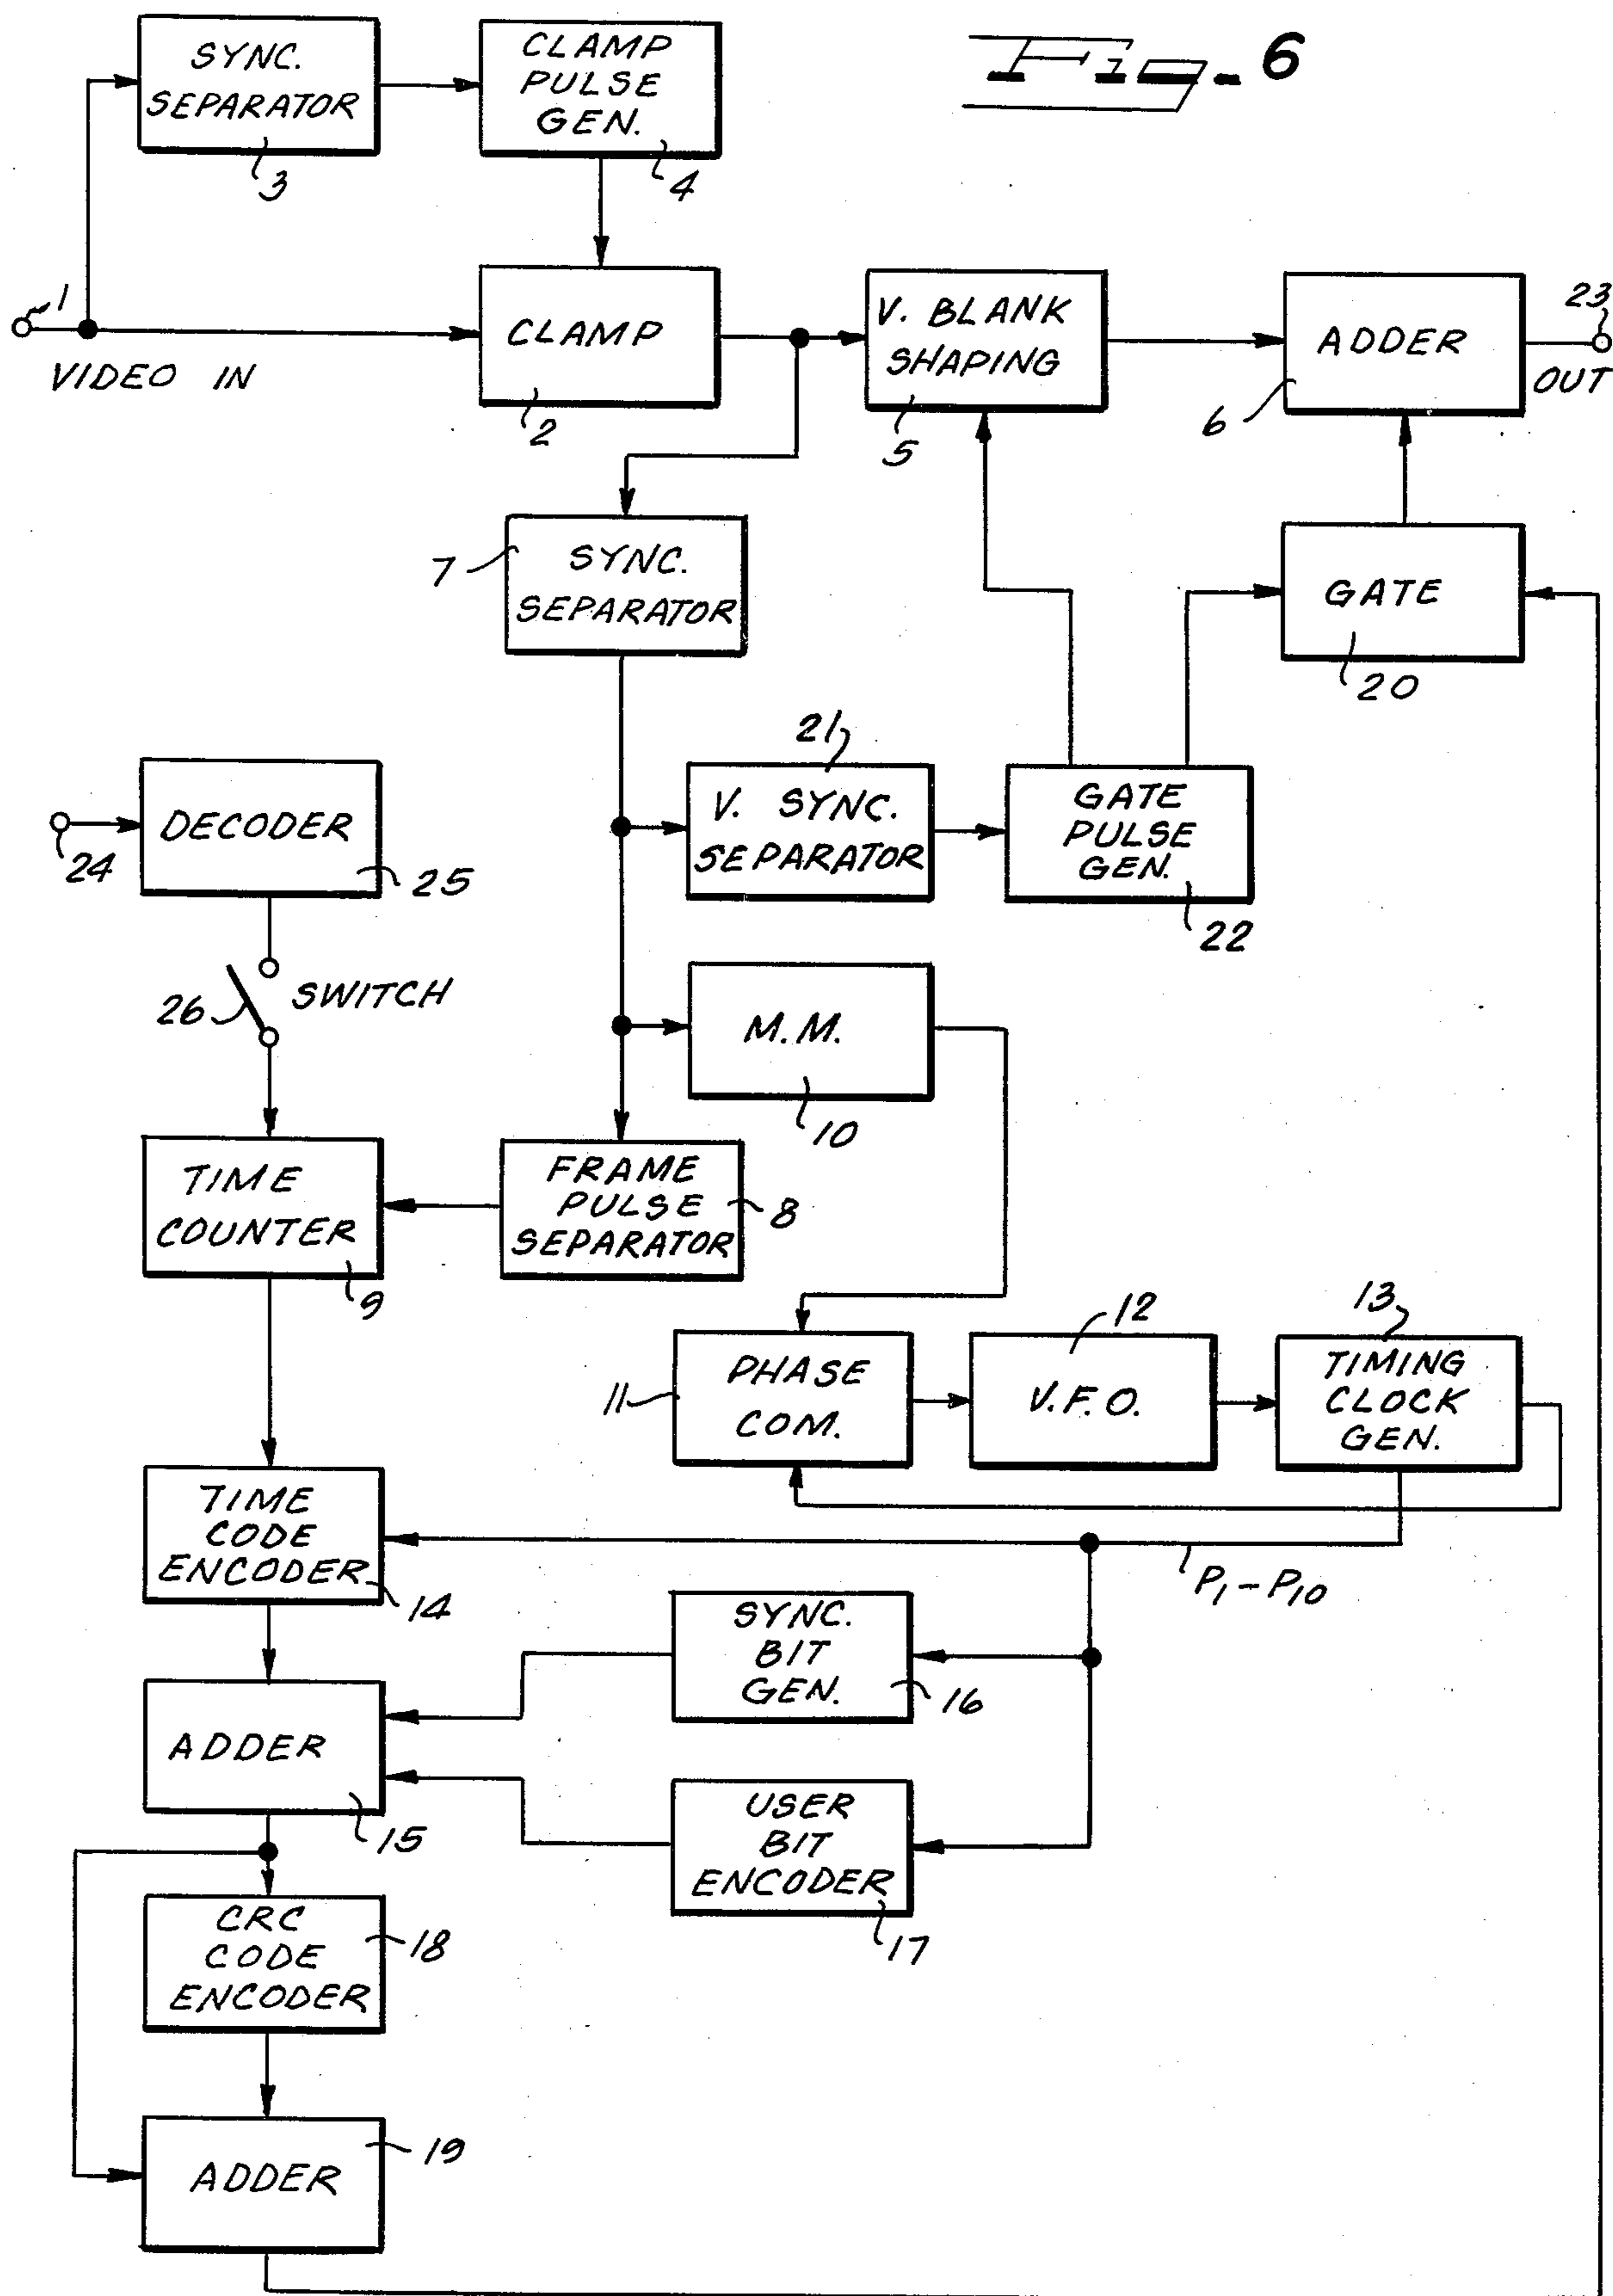 Fig-6
SYNC.
SEPARATOR
3
CLAMP
PULSE
GEN.
4
1
VIDEO IN
CLAMP
2
V. BLANK
SHAPING
5
ADDER
6
23
OUT
7
SYNC.
SEPARATOR
GATE
20
21
V. SYNC.
SEPARATOR
GATE
PULSE
GEN.
22
24
DECODER
25
26
SWITCH
M.M.
10
TIME
COUNTER
9
FRAME
PULSE
SEPARATOR
8
11
PHASE
COM.
12
V.F.O.
13
TIMING
CLOCK
GEN.
TIME
CODE
ENCODER
14
P1-P10
SYNC.
BIT
GEN.
16
ADDER
15
USER
BIT
ENCODER
17
CRC
CODE
ENCODER
18
ADDER
19